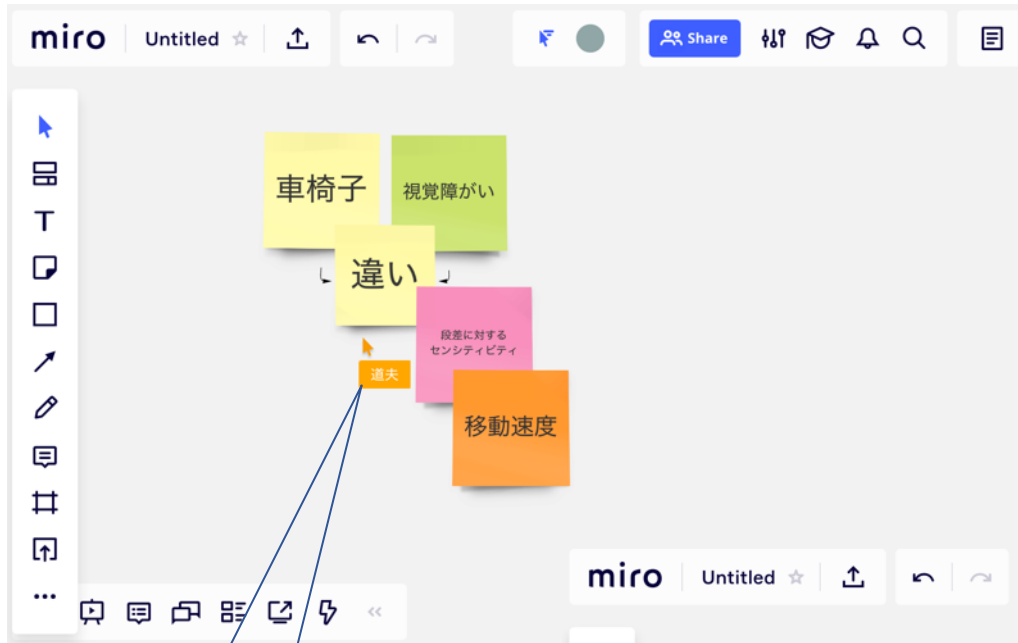 miro Untitled Share
車椅子
視覚障がい
違い
段差に対する
センシティビティ
道夫
移動速度
miro Untitled